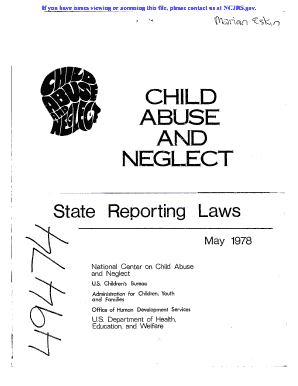 If you have issues viewing or accessing this file, please contact us at NCJRS.gov.
Marian Eskin
CHILD
ABUSE
AND
NEGLECT
CHILD
ABUSE
AND
NEGLECT
State Reporting Laws
May 1978
National Center on Child Abuse
and Neglect
U.S. Children's Bureau
Administration for Children, Youth
and Families
Office of Human Development Services
U.S. Department of Health,
Education, and Welfare
49474